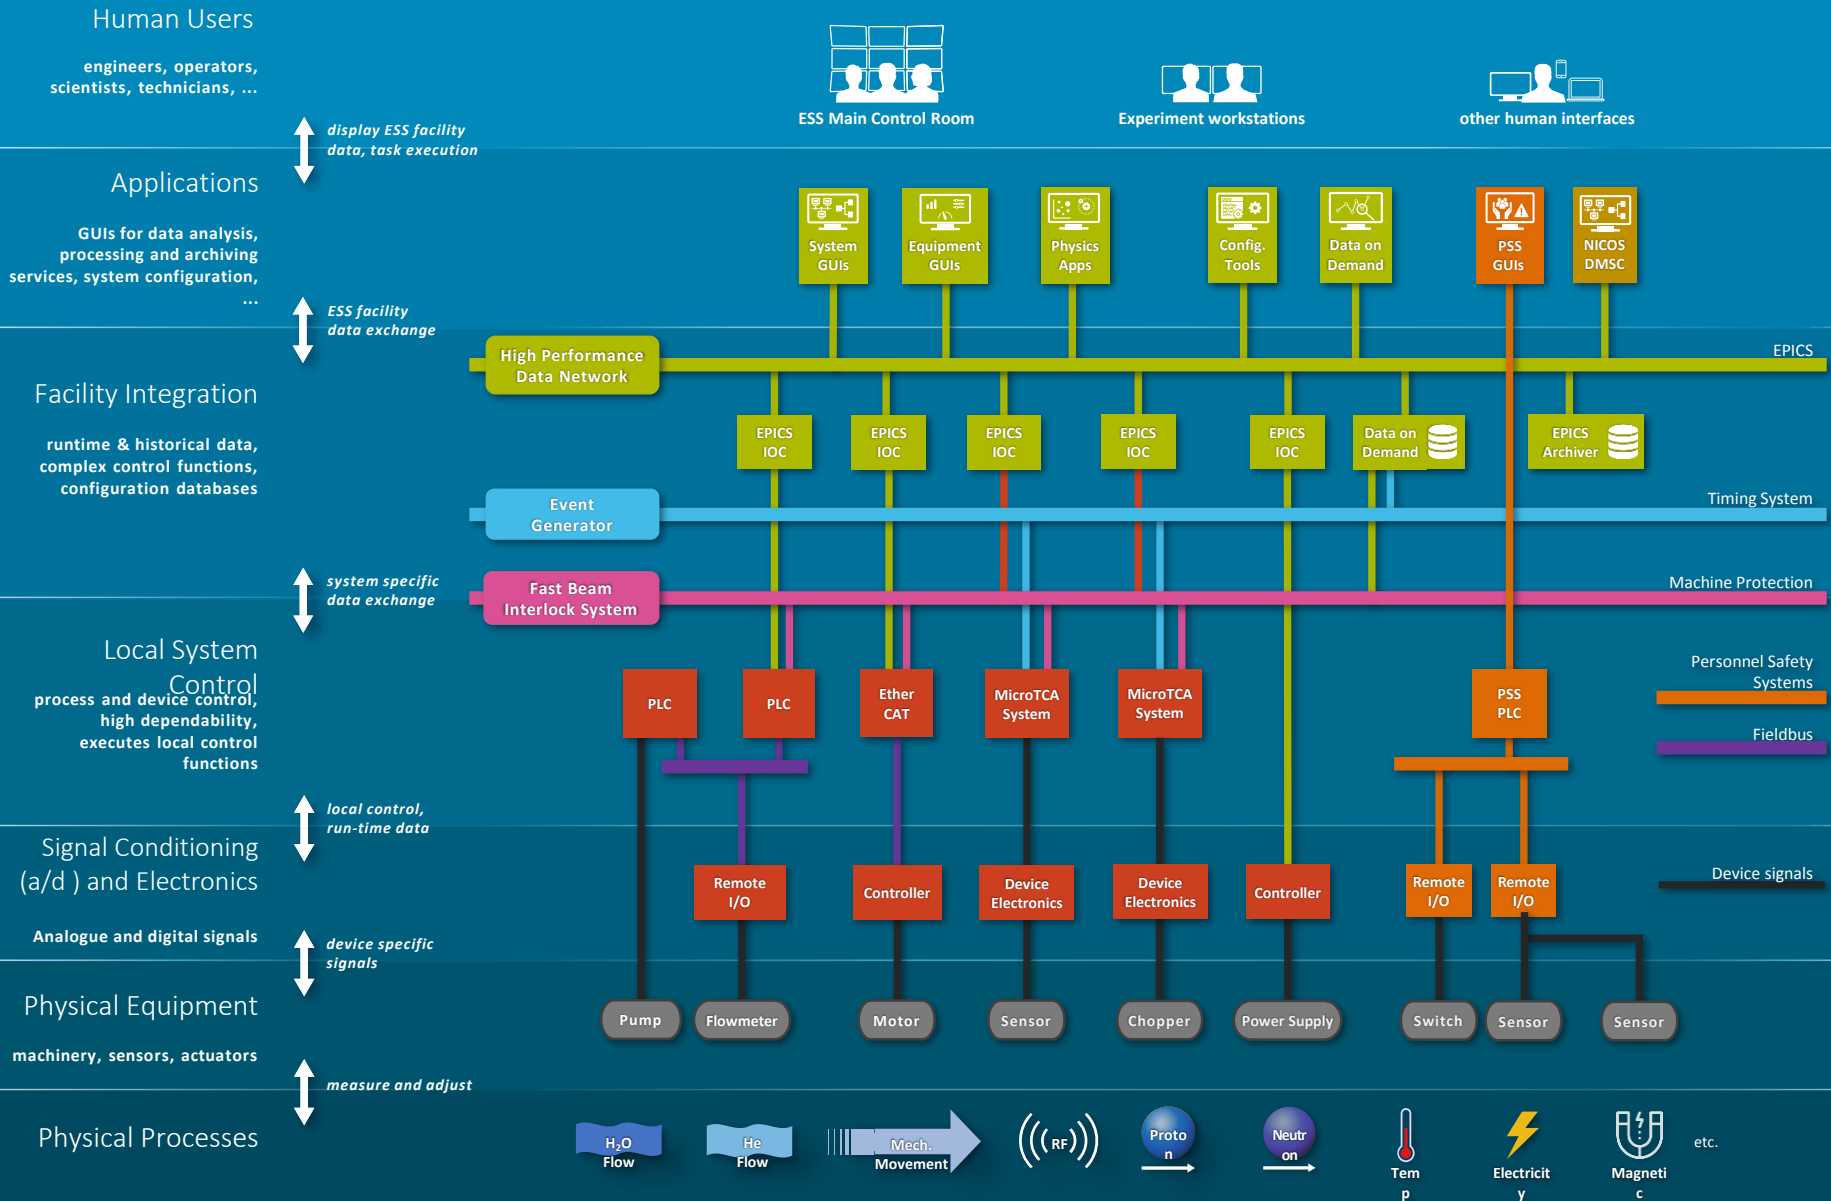 Human Users
engineers, operators,
scientists, technicians, ...
ESS Main Control Room
Experiment workstations
other human interfaces
display ESS facility
data, task execution
Applications
GUIs for data analysis,
processing and archiving
services, system configuration,
...
System
GUIs
Equipment
GUIs
Physics
Apps
Config.
Tools
Data on
Demand
PSS
GUIs
NICOS
DMSC
ESS facility
data exchange
High Performance
Data Network
EPICS
Facility Integration
runtime & historical data,
complex control functions,
configuration databases
EPICS
IOC
EPICS
IOC
EPICS
IOC
EPICS
IOC
EPICS
IOC
Data on
Demand
EPICS
Archiver
Event
Generator
Timing System
system specific
data exchange
Fast Beam
Interlock System
Machine Protection
Local System
Control
process and device control,
high dependability,
executes local control
functions
PLC
PLC
Ether
CAT
MicroTCA
System
MicroTCA
System
PSS
PLC
Personnel Safety
Systems
Fieldbus
local control,
run-time data
Signal Conditioning
(a/d ) and Electronics
Analogue and digital signals
Remote
I/O
Controller
Device
Electronics
Device
Electronics
Controller
Remote
I/O
Remote
I/O
Device signals
device specific
signals
Physical Equipment
machinery, sensors, actuators
Pump
Flowmeter
Motor
Sensor
Chopper
Power Supply
Switch
Sensor
Sensor
measure and adjust
Physical Processes
H2O
Flow
He
Flow
Mech.
Movement
RF
Proto
n
Neutr
on
Tem
p
Electricit
y
Magneti
c
etc.